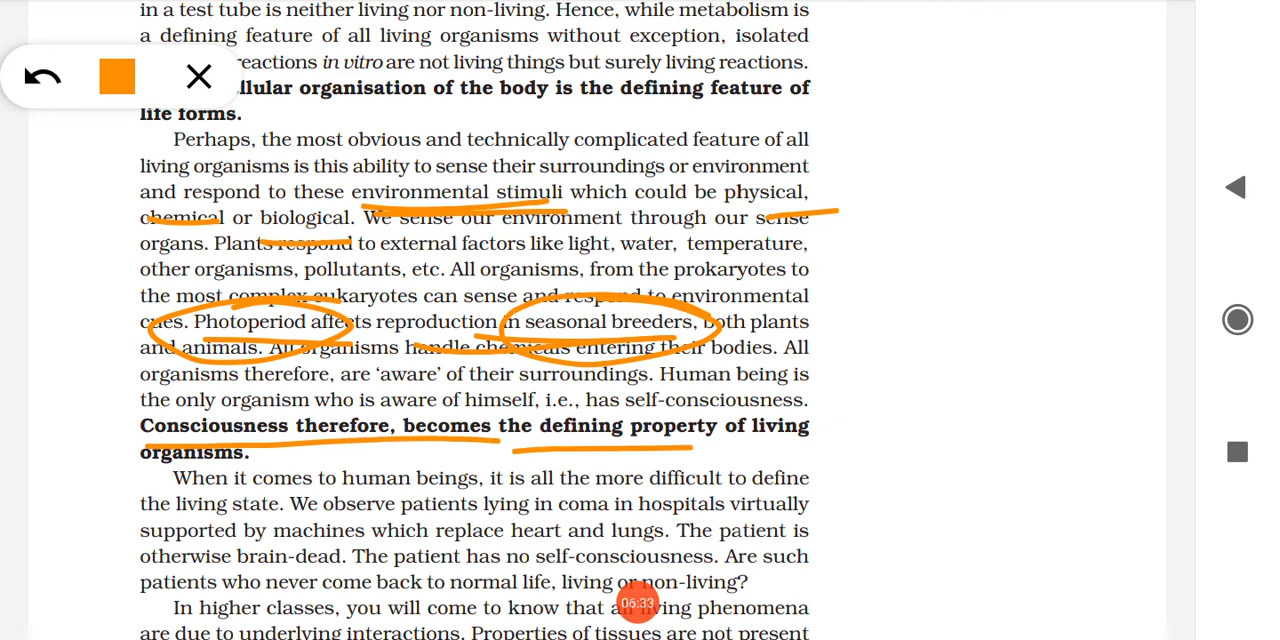 in a test tube is neither living nor non-living. Hence, while metabolism is
a defining feature of all living organisms without exception, isolated
reactions in vitro are not living things but surely living reactions.
llular organisation of the body is the defining feature of
life forms.
Perhaps, the most obvious and technically complicated feature of all
living organisms is this ability to sense their surroundings or environment
and respond to these environmental stimuli which could be physical,
chemical or biological. We sense our environment through our sense
organs. Plants respond to external factors like light, water, temperature,
other organisms, pollutants, etc. All organisms, from the prokaryotes to
the most complex eukaryotes can sense and respond to environmental
cues. Photoperiod affects reproduction in seasonal breeders, both plants
and animals. All organisms handle chemicals entering their bodies. All
organisms therefore, are ‘aware’ of their surroundings. Human being is
the only organism who is aware of himself, i.e., has self-consciousness.
Consciousness therefore, becomes the defining property of living
organisms.
When it comes to human beings, it is all the more difficult to define
the living state. We observe patients lying in coma in hospitals virtually
supported by machines which replace heart and lungs. The patient is
otherwise brain-dead. The patient has no self-consciousness. Are such
patients who never come back to normal life, living or non-living?
06:33
In higher classes, you will come to know that all living phenomena
are due to underlying interactions. Properties of tissues are not present